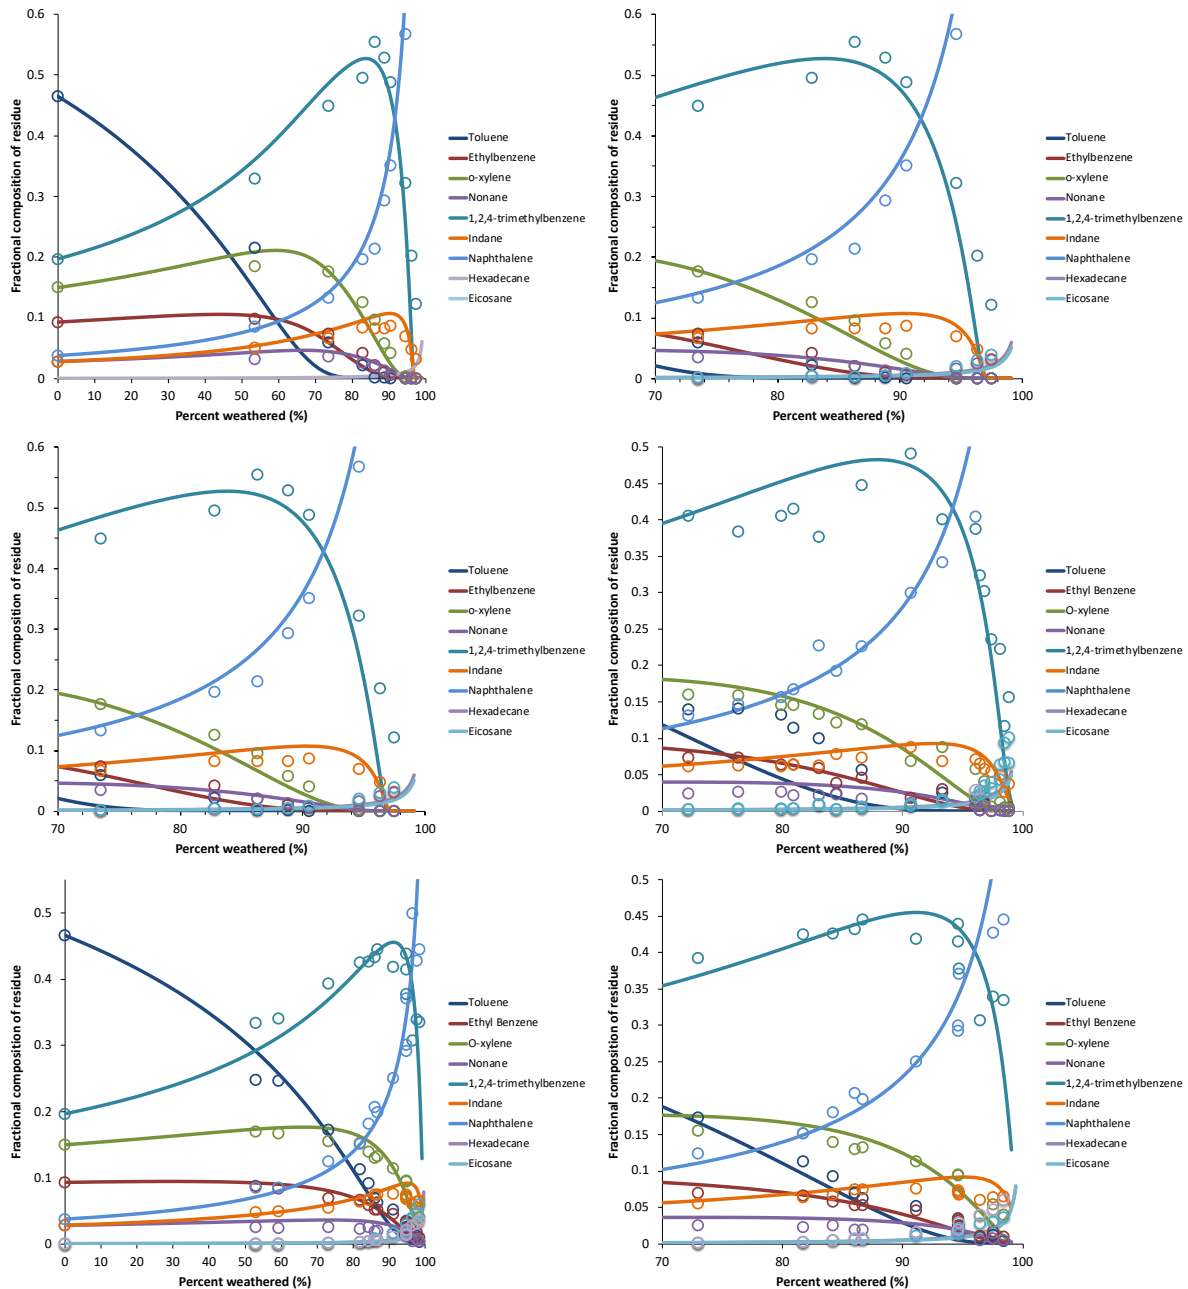 0.6
0.5
0.4
0.3
0.2
0.1
0
Fractional composition of residue
0 10 20 30 40 50 60 70 80 90 100
Percent weathered (%)
Toluene
Ethylbenzene
o-xylene
Nonane
1,2,4-trimethylbenzene
Indane
Naphthalene
Hexadecane
Eicosane
0.6
0.5
0.4
0.3
0.2
0.1
0
Fractional composition of residue
70 80 90 100
Percent weathered (%)
Toluene
Ethylbenzene
o-xylene
Nonane
1,2,4-trimethylbenzene
Indane
Naphthalene
Hexadecane
Eicosane
0.6
0.5
0.4
0.3
0.2
0.1
0
Fractional composition of residue
70 80 90 100
Percent weathered (%)
Toluene
Ethylbenzene
o-xylene
Nonane
1,2,4-trimethylbenzene
Indane
Naphthalene
Hexadecane
Eicosane
0.5
0.45
0.4
0.35
0.3
0.25
0.2
0.15
0.1
0.05
0
Fractional composition of residue
70 80 90 100
Percent weathered (%)
Toluene
Ethyl Benzene
O-xylene
Nonane
1,2,4-trimethylbenzene
Indane
Naphthalene
Hexadecane
Eicosane
0.5
0.4
0.3
0.2
0.1
0
Fractional composition of residue
0 10 20 30 40 50 60 70 80 90 100
Percent weathered (%)
Toluene
Ethyl Benzene
O-xylene
Nonane
1,2,4-trimethylbenzene
Indane
Naphthalene
Hexadecane
Eicosane
0.5
0.45
0.4
0.35
0.3
0.25
0.2
0.15
0.1
0.05
0
Fractional composition of residue
70 80 90 100
Percent weathered (%)
Toluene
Ethyl Benzene
O-xylene
Nonane
1,2,4-trimethylbenzene
Indane
Naphthalene
Hexadecane
Eicosane